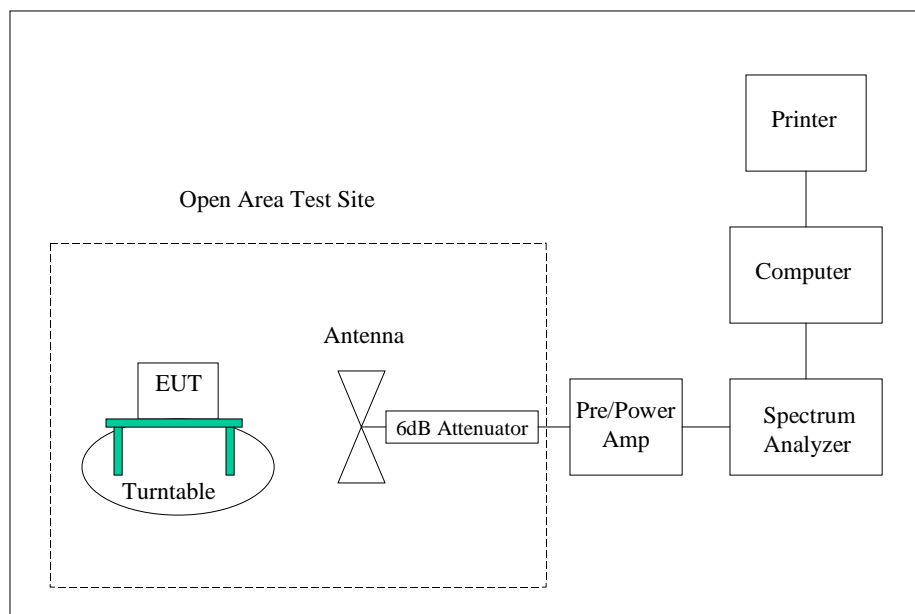 Printer
Open Area Test Site
Computer
Antenna
EUT
6dB Attenuator
Pre/Power
Amp
Spectrum
Analyzer
Turntable